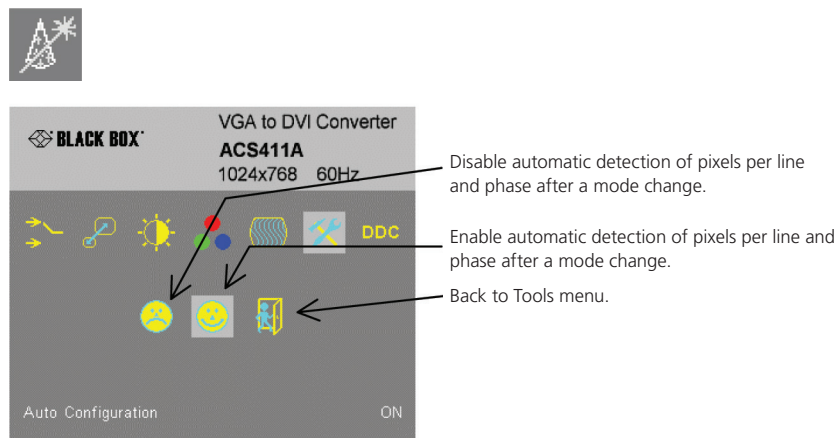 BLACK BOX
VGA to DVI Converter
ACS411A
1024x768 60Hz
DDC
Auto Configuration ON
Disable automatic detection of pixels per line
and phase after a mode change.
Enable automatic detection of pixels per line and
phase after a mode change.
Back to Tools menu.